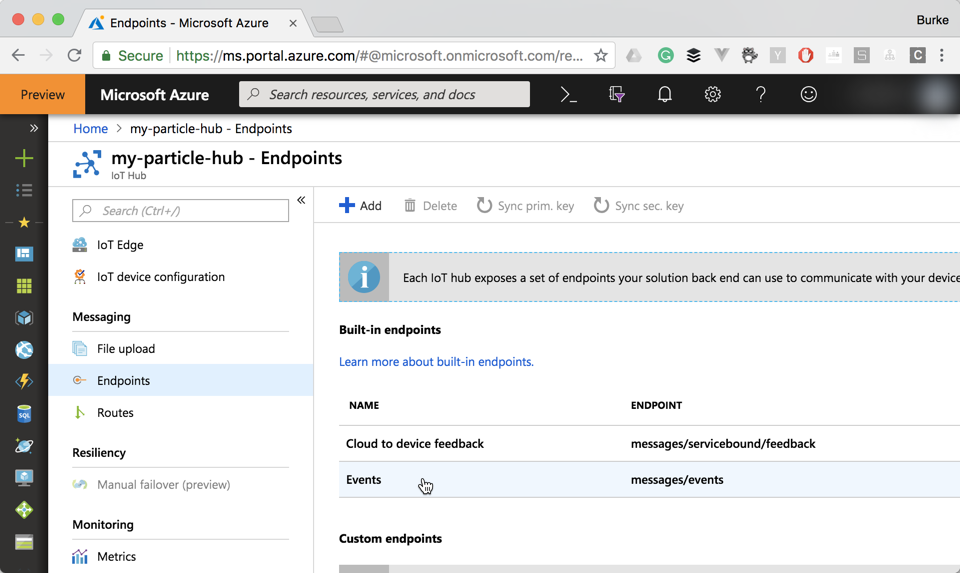 Endpoints - Microsoft Azure
Burke
Secure
https://ms.portal.azure.com/#@microsoft.onmicrosoft.com/re...
Preview
Microsoft Azure
Search resources, services, and docs
Home > my-particle-hub - Endpoints
my-particle-hub - Endpoints
IoT Hub
Search (Ctrl+/)
IoT Edge
IoT device configuration
Messaging
File upload
Endpoints
Routes
Resiliency
Manual failover (preview)
Monitoring
Metrics
Add
Delete
Sync prim. key
Sync sec. key
Each IoT hub exposes a set of endpoints your solution back end can use to communicate with your device
Built-in endpoints
Learn more about built-in endpoints.
NAME
ENDPOINT
Cloud to device feedback
messages/servicebound/feedback
Events
messages/events
Custom endpoints